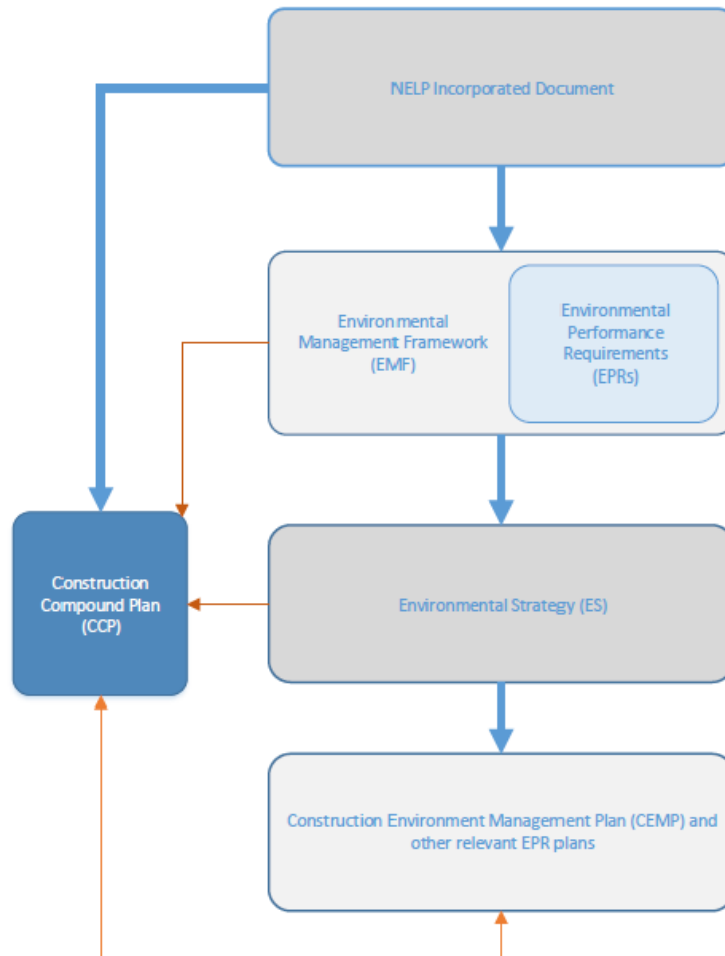 NELP Incorporated Document
Environmental
Management Framework
(EMF)
Environmental
Performance
Requirements
(EPRs)
Construction
Compound Plan
(CCP)
Environmental Strategy (ES)
Construction Environment Management Plan (CEMP) and
other relevant EPR plans